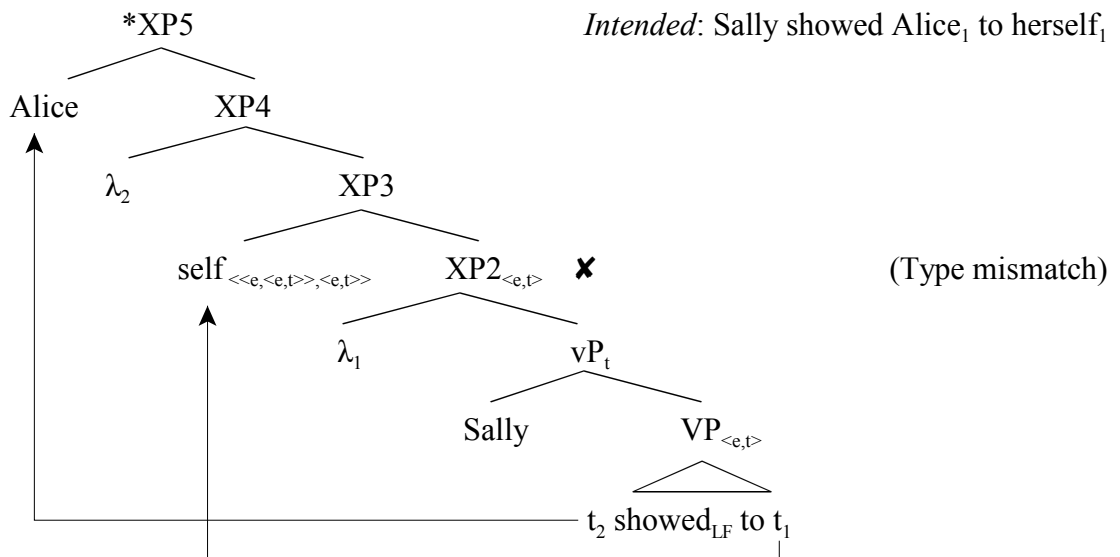 *XP5 Intended: Sally showed Alice₁ to herself₁
Alice XP4
λ₂ XP3
self <<e,<e,t>>,<e,t>> XP2<e,t> ✘ (Type mismatch)
λ₁ vPₜ
Sally VP<e,t>
t₂ showed_LF to t₁